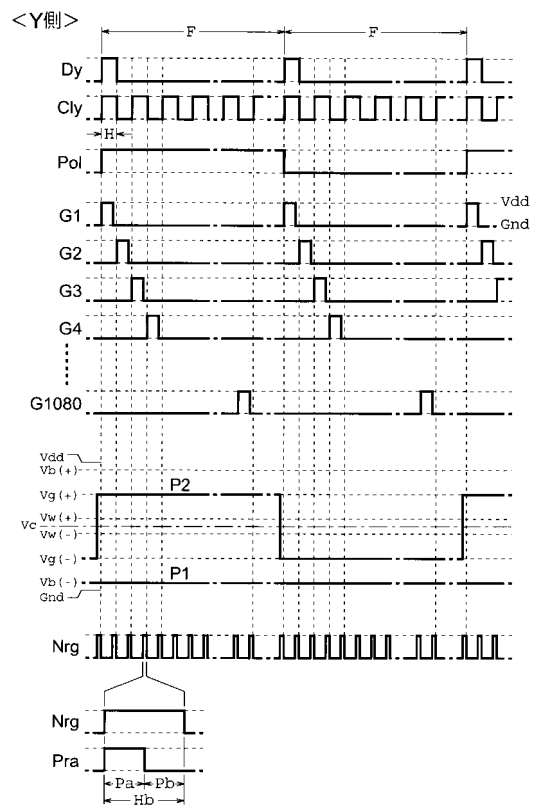 ＜Y側＞
F F
Dy
Cly
H
Pol
G1 Vdd
Gnd
G2
G3
G4
G1080
Vdd
Vb(+)
P2
Vg(+)
Vw(+)
Vc
Vw(-)
Vg(-)
P1
Vb(-)
Gnd
Nrg
Nrg
Pra
Pa Pb
Hb